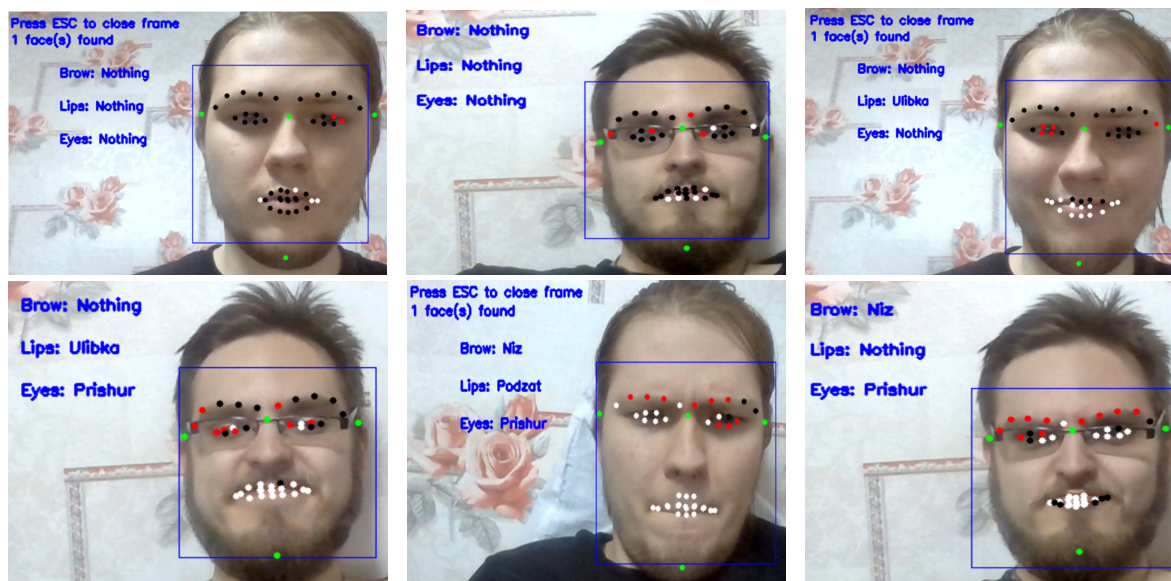 Press ESC to close frame
1 face(s) found
Brow: Nothing
Lips: Nothing
Eyes: Nothing
Brow: Nothing
Lips: Nothing
Eyes: Nothing
Press ESC to close frame
1 face(s) found
Brow: Nothing
Lips: Ulibka
Eyes: Nothing
Brow: Nothing
Lips: Ulibka
Eyes: Prishur
Press ESC to close frame
1 face(s) found
Brow: Niz
Lips: Podzat
Eyes: Prishur
Brow: Niz
Lips: Nothing
Eyes: Prishur